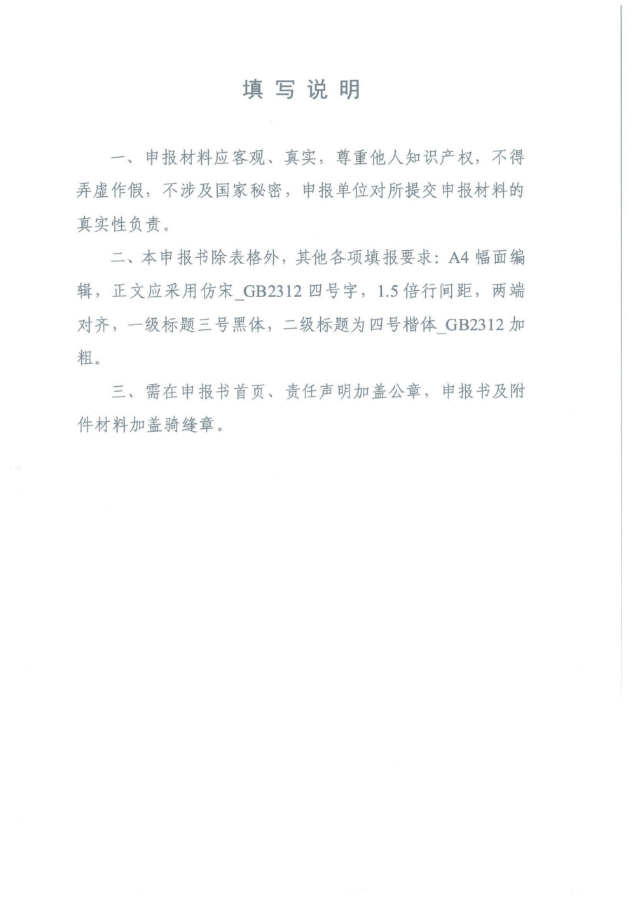 填写说明
一、申报材料应客观、真实，尊重他人知识产权，不得
弄虚作假，不涉及国家秘密，申报单位对所提交申报材料的
真实性负责。
二、本申报书除表格外，其他各项填报要求：A4 幅面编
辑，正文应采用仿宋_GB2312 四号字，1.5 倍行间距，两端
对齐，一级标题三号黑体，二级标题为四号楷体_GB2312 加
粗。
三、需在申报书首页、责任声明加盖公章，申报书及附
件材料加盖骑缝章。